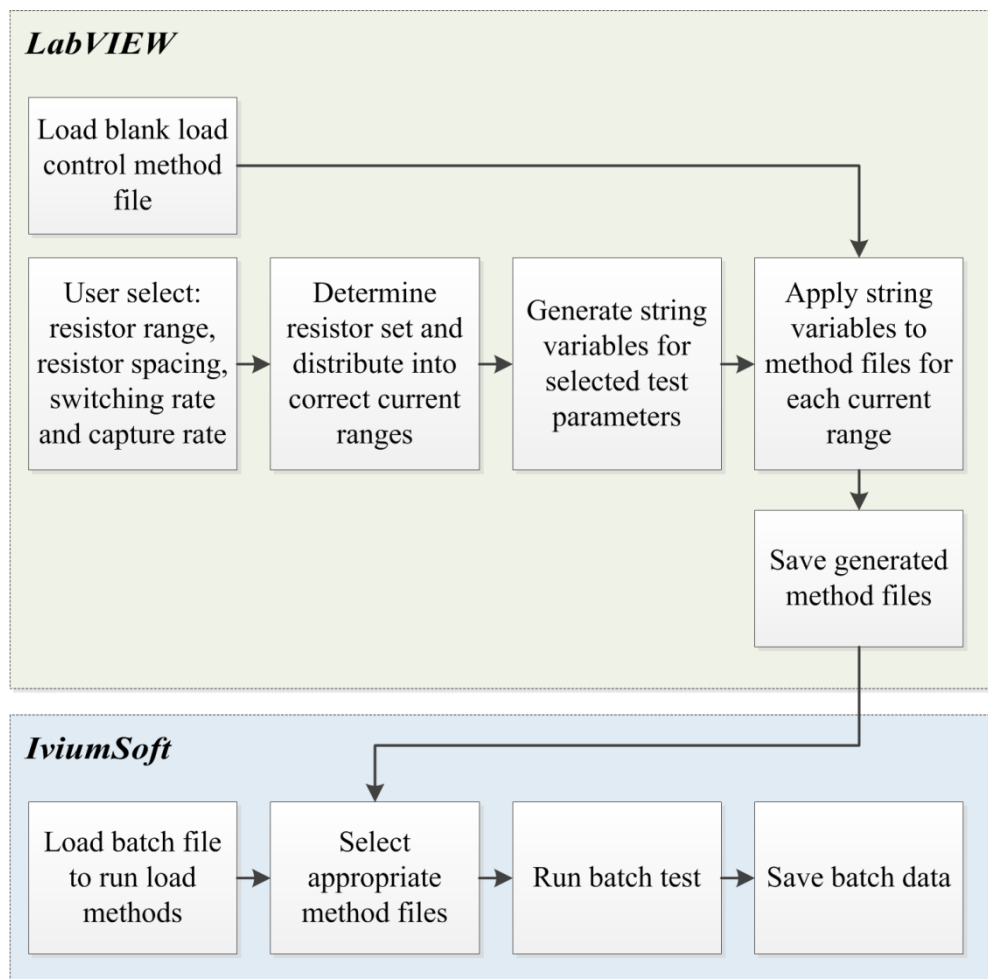 LabVIEW
Load blank load
control method
file
User select:
resistor range,
resistor spacing,
switching rate
and capture rate
Determine
resistor set and
distribute into
correct current
ranges
Generate string
variables for
selected test
parameters
Apply string
variables to
method files for
each current
range
Save generated
method files
IviumSoft
Load batch file
to run load
methods
Select
appropriate
method files
Run batch test
Save batch data